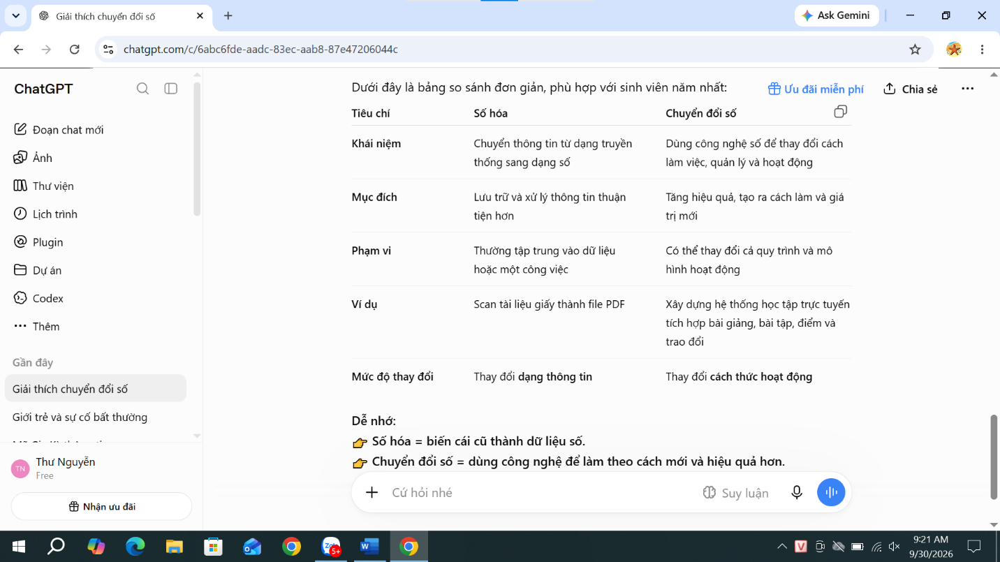 Giải thích chuyển đổi số
Ask Gemini
chatgpt.com/c/6abc6fde-aadc-83ec-aab8-87e47206044c
ChatGPT
Đoạn chat mới
Ảnh
Thư viện
Lịch trình
Plugin
Dự án
Codex
Thêm
Gần đây
Giải thích chuyển đổi số
Giới trẻ và sự cố bất thường
TN
Thư Nguyễn
Free
Nhận ưu đãi
Dưới đây là bảng so sánh đơn giản, phù hợp với sinh viên năm nhất:
Ưu đãi miễn phí
Chia sẻ
Tiêu chí Số hóa Chuyển đổi số
Khái niệm Chuyển thông tin từ dạng truyền Dùng công nghệ số để thay đổi cách
thống sang dạng số làm việc, quản lý và hoạt động
Mục đích Lưu trữ và xử lý thông tin thuận Tăng hiệu quả, tạo ra cách làm và giá
tiện hơn trị mới
Phạm vi Thường tập trung vào dữ liệu Có thể thay đổi cả quy trình và mô
hoặc một công việc hình hoạt động
Ví dụ Scan tài liệu giấy thành file PDF Xây dựng hệ thống học tập trực tuyến
tích hợp bài giảng, bài tập, điểm và
trao đổi
Mức độ thay đổi Thay đổi dạng thông tin Thay đổi cách thức hoạt động
Dễ nhớ:
👉 Số hóa = biến cái cũ thành dữ liệu số.
👉 Chuyển đổi số = dùng công nghệ để làm theo cách mới và hiệu quả hơn.
Cứ hỏi nhé
Suy luận
Zalo
5+
W
V
9:21 AM
9/30/2026